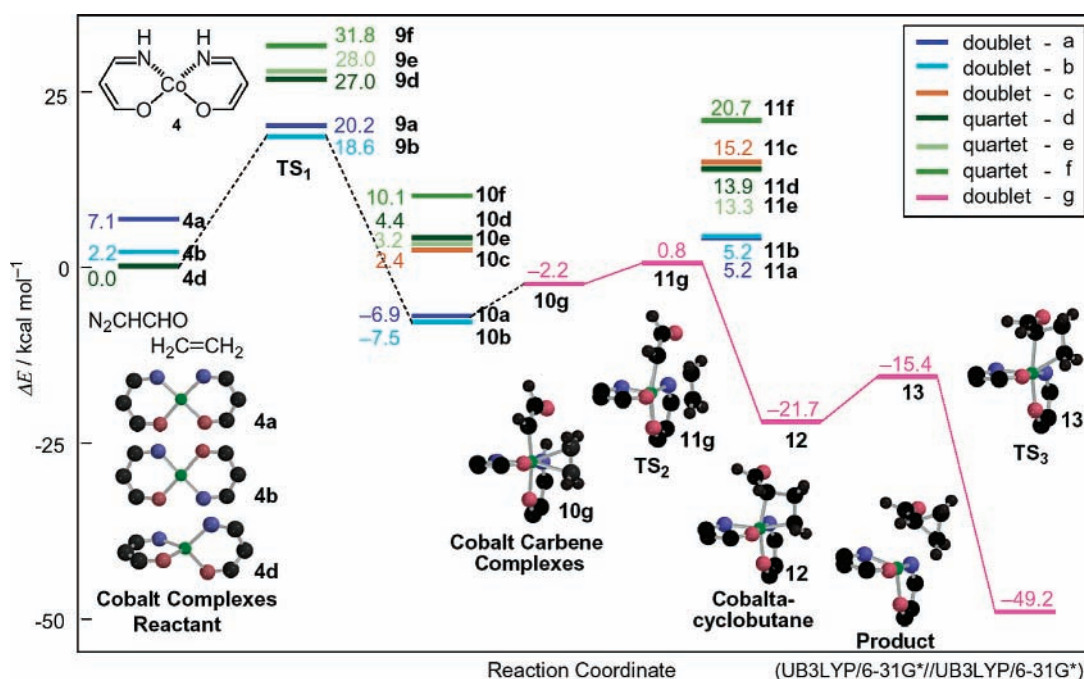 H H
N N
Co
O O
4
31.8 9f
28.0 9e
27.0 9d
20.2 9a
18.6 9b
TS1
doublet - a
doublet - b
doublet - c
quartet - d
quartet - e
quartet - f
doublet - g
20.7 11f
15.2 11c
13.9 11d
13.3 11e
5.2 11b
5.2 11a
25
0
-25
-50
ΔE / kcal mol⁻¹
7.1 4a
2.2 4b
0.0 4d
10.1 10f
4.4 10d
3.2 10e
2.4 10c
–6.9 10a
–7.5 10b
–2.2
10g
0.8
11g
N2CHCHO
H2C=CH2
4a
4b
4d
Cobalt Complexes
Reactant
10g
Cobalt Carbene
Complexes
11g
TS2
–21.7
12
12
Cobalta-
cyclobutane
–15.4
13
13
TS3
Product
–49.2
Reaction Coordinate
(UB3LYP/6-31G*//UB3LYP/6-31G*)